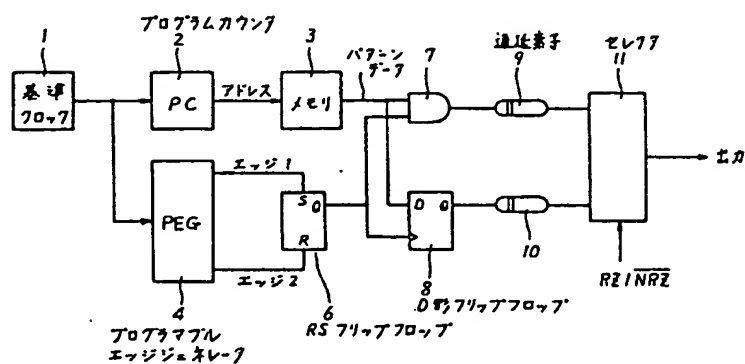 1
基準
クロック
プログラムカウンタ
2
PC
アドレス
3
メモリ
パターン
データ
7
遅延素子
9
セレクタ
11
出力
エッジ1
PEG
S
Q
R
エッジ2
4
プログラマブル
エッジジェネレータ
6
RSフリップフロップ
D
Q
8
D形フリップフロップ
10
RZ/N̅R̅Z̅